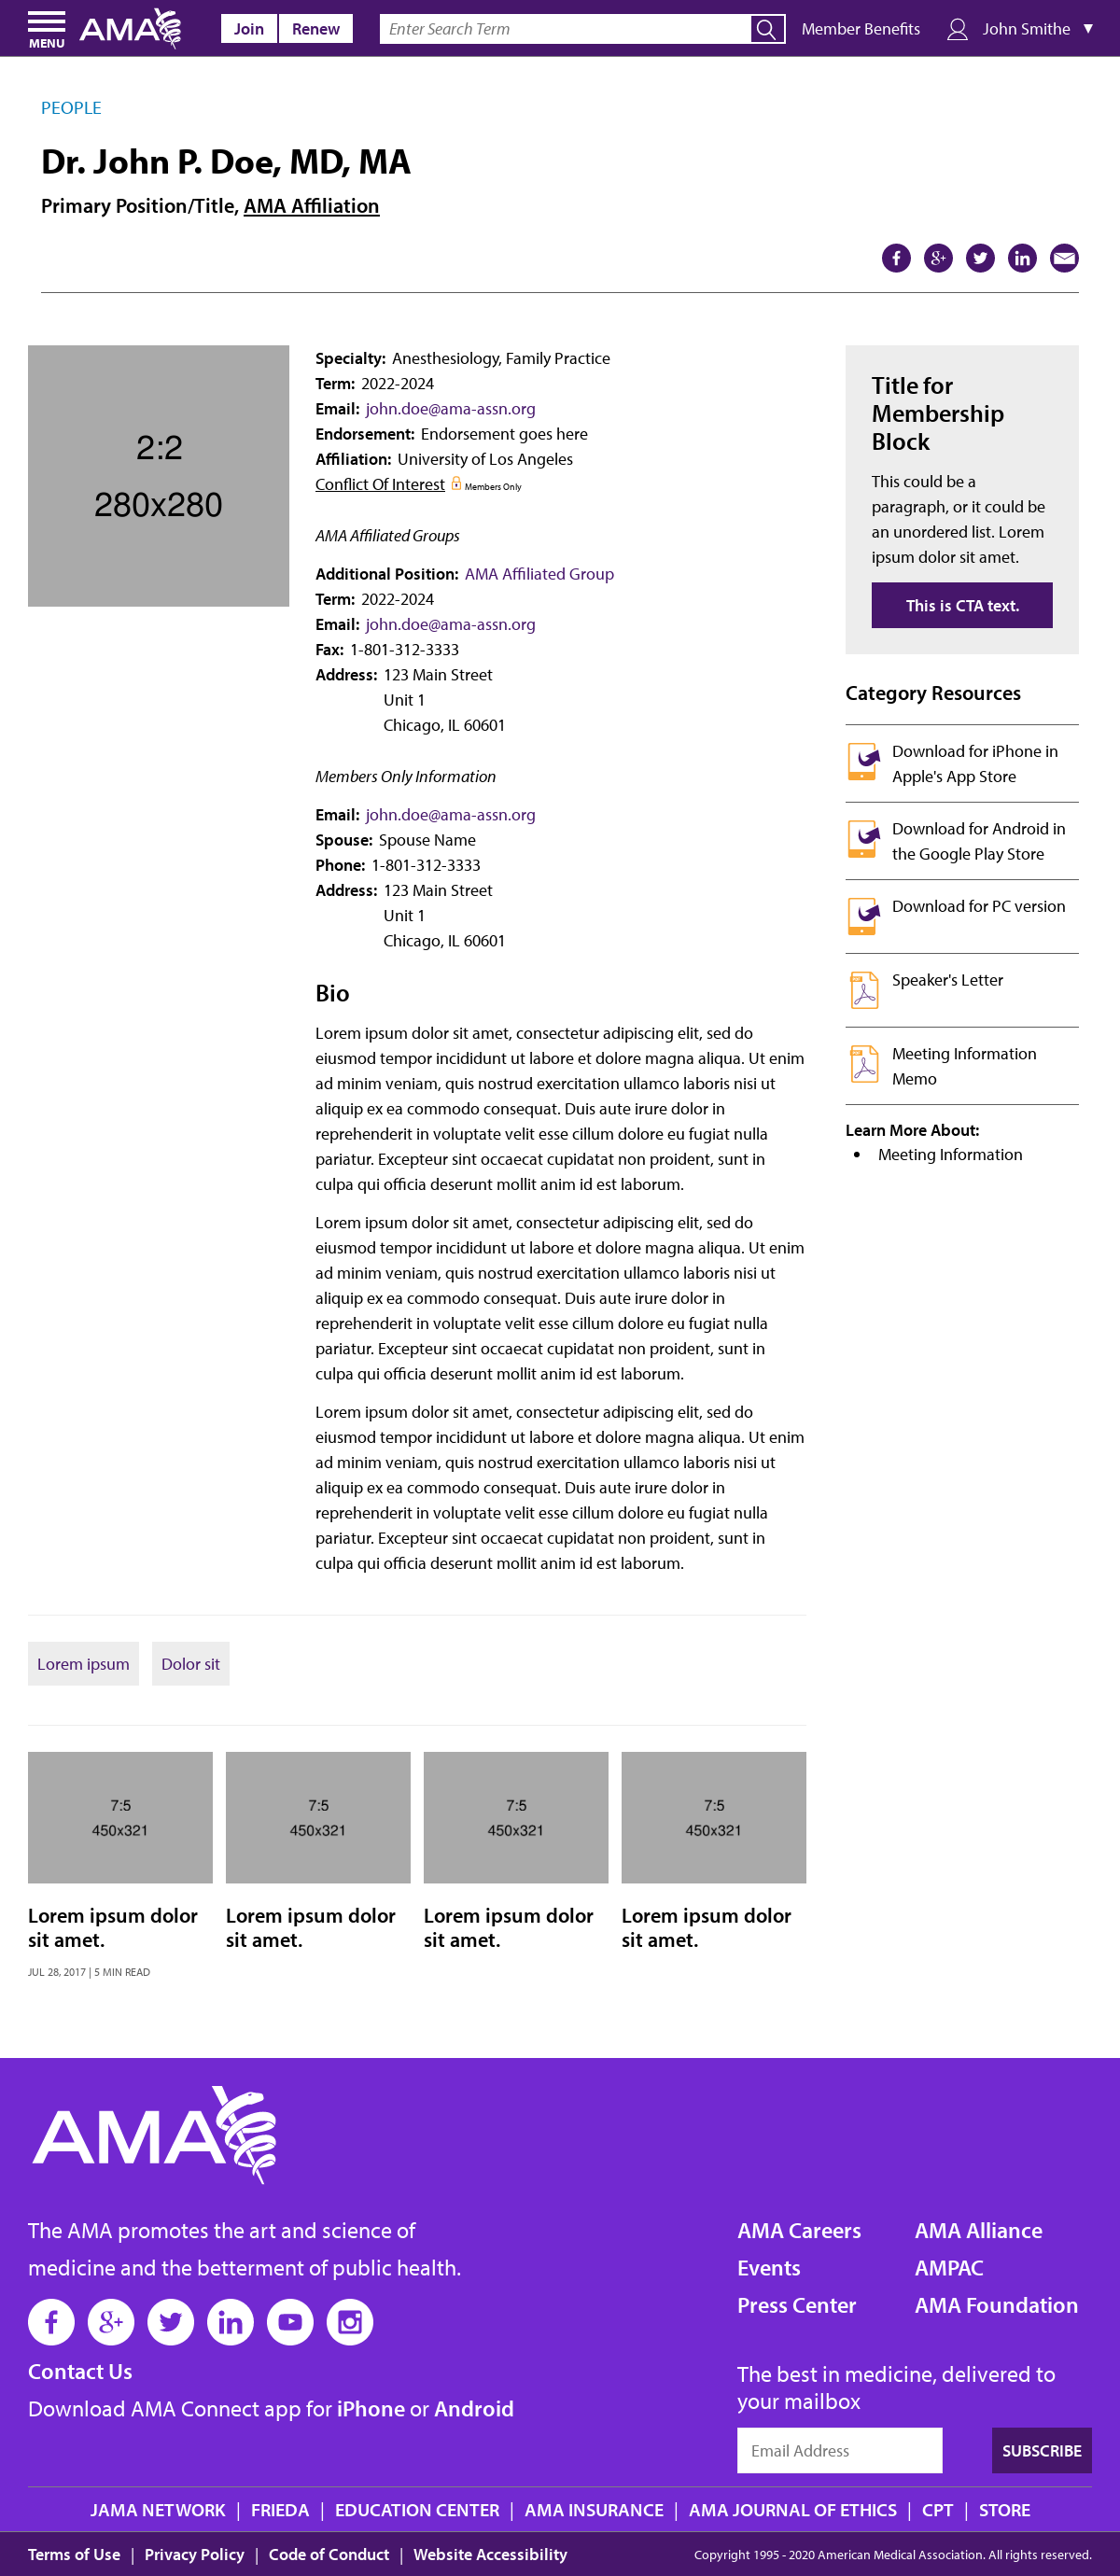 MENU
AMA
Join
Renew
Enter Search Term
Member Benefits
John Smithe
PEOPLE
Dr. John P. Doe, MD, MA
Primary Position/Title, AMA Affiliation
2:2
280x280
Specialty: Anesthesiology, Family Practice
Term: 2022-2024
Email: john.doe@ama-assn.org
Endorsement: Endorsement goes here
Affiliation: University of Los Angeles
Conflict Of Interest Members Only
AMA Affiliated Groups
Additional Position: AMA Affiliated Group
Term: 2022-2024
Email: john.doe@ama-assn.org
Fax: 1-801-312-3333
Address: 123 Main Street
Unit 1
Chicago, IL 60601
Members Only Information
Email: john.doe@ama-assn.org
Spouse: Spouse Name
Phone: 1-801-312-3333
Address: 123 Main Street
Unit 1
Chicago, IL 60601
Bio
Lorem ipsum dolor sit amet, consectetur adipiscing elit, sed do
eiusmod tempor incididunt ut labore et dolore magna aliqua. Ut enim
ad minim veniam, quis nostrud exercitation ullamco laboris nisi ut
aliquip ex ea commodo consequat. Duis aute irure dolor in
reprehenderit in voluptate velit esse cillum dolore eu fugiat nulla
pariatur. Excepteur sint occaecat cupidatat non proident, sunt in
culpa qui officia deserunt mollit anim id est laborum.
Lorem ipsum dolor sit amet, consectetur adipiscing elit, sed do
eiusmod tempor incididunt ut labore et dolore magna aliqua. Ut enim
ad minim veniam, quis nostrud exercitation ullamco laboris nisi ut
aliquip ex ea commodo consequat. Duis aute irure dolor in
reprehenderit in voluptate velit esse cillum dolore eu fugiat nulla
pariatur. Excepteur sint occaecat cupidatat non proident, sunt in
culpa qui officia deserunt mollit anim id est laborum.
Lorem ipsum dolor sit amet, consectetur adipiscing elit, sed do
eiusmod tempor incididunt ut labore et dolore magna aliqua. Ut enim
ad minim veniam, quis nostrud exercitation ullamco laboris nisi ut
aliquip ex ea commodo consequat. Duis aute irure dolor in
reprehenderit in voluptate velit esse cillum dolore eu fugiat nulla
pariatur. Excepteur sint occaecat cupidatat non proident, sunt in
culpa qui officia deserunt mollit anim id est laborum.
Title for
Membership
Block
This could be a
paragraph, or it could be
an unordered list. Lorem
ipsum dolor sit amet.
This is CTA text.
Category Resources
Download for iPhone in
Apple's App Store
Download for Android in
the Google Play Store
Download for PC version
Speaker's Letter
Meeting Information
Memo
Learn More About:
• Meeting Information
Lorem ipsum
Dolor sit
7:5
450x321
Lorem ipsum dolor
sit amet.
JUL 28, 2017 | 5 MIN READ
7:5
450x321
Lorem ipsum dolor
sit amet.
7:5
450x321
Lorem ipsum dolor
sit amet.
7:5
450x321
Lorem ipsum dolor
sit amet.
AMA
The AMA promotes the art and science of
medicine and the betterment of public health.
Contact Us
Download AMA Connect app for iPhone or Android
AMA Careers
Events
Press Center
AMA Alliance
AMPAC
AMA Foundation
The best in medicine, delivered to
your mailbox
Email Address
SUBSCRIBE
JAMA NETWORK | FRIEDA | EDUCATION CENTER | AMA INSURANCE | AMA JOURNAL OF ETHICS | CPT | STORE
Terms of Use | Privacy Policy | Code of Conduct | Website Accessibility
Copyright 1995 - 2020 American Medical Association. All rights reserved.